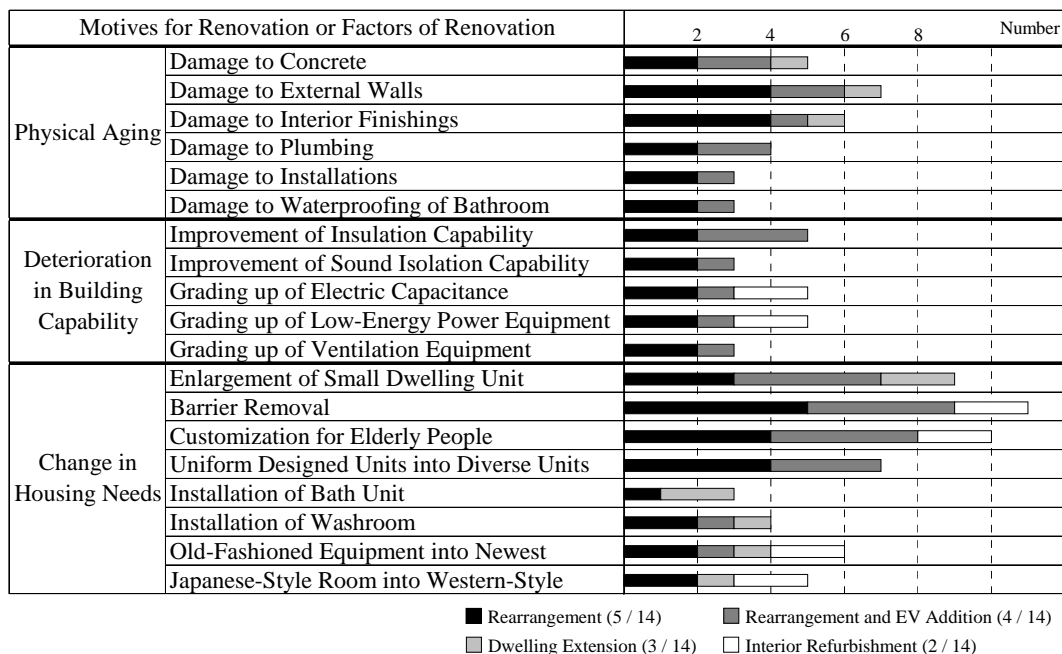 Motives for Renovation or Factors of Renovation
2 4 6 8 Number
Physical Aging
Damage to Concrete
Damage to External Walls
Damage to Interior Finishings
Damage to Plumbing
Damage to Installations
Damage to Waterproofing of Bathroom
Deterioration
in Building
Capability
Improvement of Insulation Capability
Improvement of Sound Isolation Capability
Grading up of Electric Capacitance
Grading up of Low-Energy Power Equipment
Grading up of Ventilation Equipment
Change in
Housing Needs
Enlargement of Small Dwelling Unit
Barrier Removal
Customization for Elderly People
Uniform Designed Units into Diverse Units
Installation of Bath Unit
Installation of Washroom
Old-Fashioned Equipment into Newest
Japanese-Style Room into Western-Style
Rearrangement (5 / 14) Rearrangement and EV Addition (4 / 14)
Dwelling Extension (3 / 14) Interior Refurbishment (2 / 14)